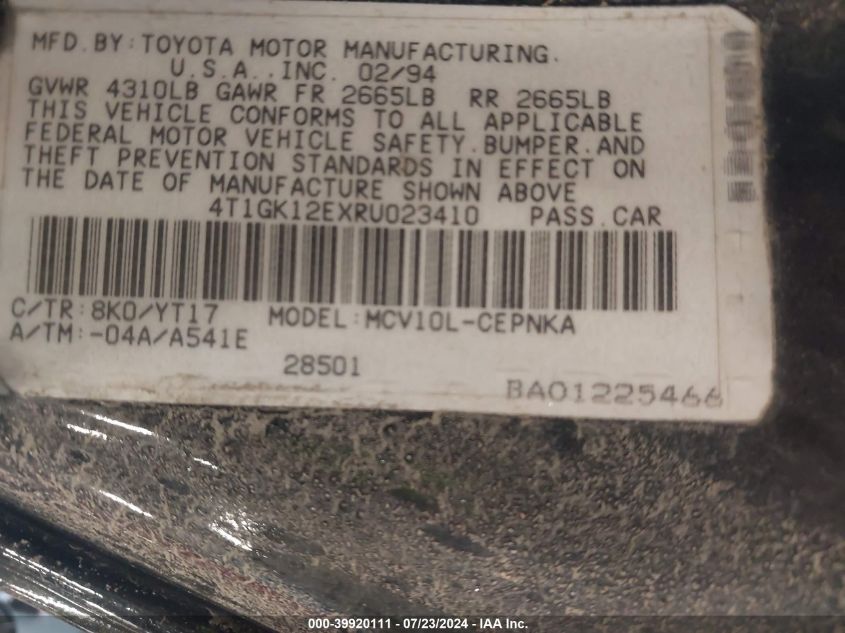 MFD. BY: TOYOTA MOTOR MANUFACTURING.
U.S.A., INC. 02/94
GVWR 4310LB GAWR FR 2665LB RR 2665LB
THIS VEHICLE CONFORMS TO ALL APPLICABLE
FEDERAL MOTOR VEHICLE SAFETY. BUMPER. AND
THEFT PREVENTION STANDARDS IN EFFECT ON
THE DATE OF MANUFACTURE SHOWN ABOVE
4T1GK12EXRU023410 PASS. CAR
C/TR: 8K0/YT17 MODEL: MCV10L-CEPNKA
A/TM: -04A/A541E
28501
BA01225466
000-39920111 - 07/23/2024 - IAA Inc.